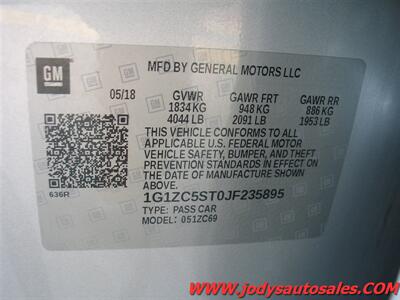 GM
MFD BY GENERAL MOTORS LLC
05/18 GVWR GAWR FRT GAWR RR
1834 KG 948 KG 886 KG
4044 LB 2091 LB 1953 LB
THIS VEHICLE CONFORMS TO ALL
APPLICABLE U.S. FEDERAL MOTOR
VEHICLE SAFETY, BUMPER, AND THEFT
PREVENTION STANDARDS IN EFFECT ON THE
DATE OF MANUFACTURE SHOWN ABOVE.
1G1ZC5ST0JF235895
636R
TYPE: PASS CAR
MODEL: 051ZC69
www.jodysautosales.com